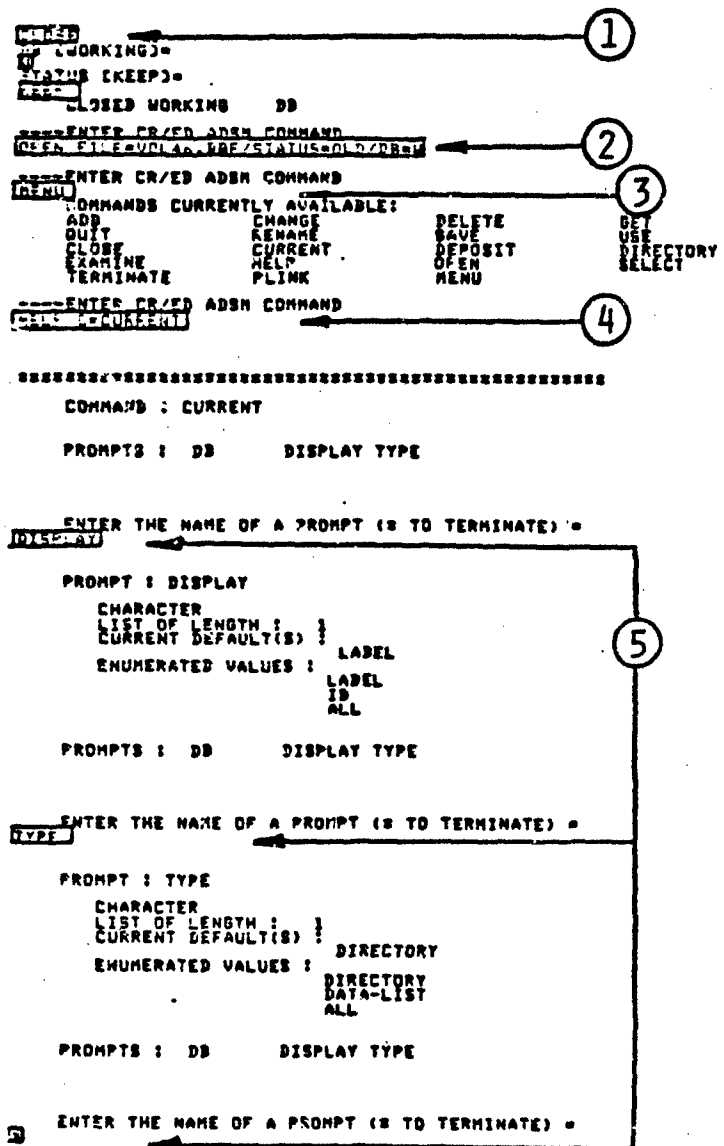 1
DB [WORKING]=
W
STATUS [KEEP]=
KEEP
CLOSED WORKING DB
----ENTER CR/ED ADSM COMMAND
2
----ENTER CR/ED ADSM COMMAND
MENU
3
COMMANDS CURRENTLY AVAILABLE:
ADD CHANGE DELETE GET
QUIT RENAME SAVE USE
CLOSE CURRENT DEPOSIT DIRECTORY
EXAMINE HELP OPEN SELECT
TERMINATE PLINK MENU
----ENTER CR/ED ADSM COMMAND
4
COMMAND : CURRENT
PROMPTS : DB DISPLAY TYPE
ENTER THE NAME OF A PROMPT (* TO TERMINATE) =
DISPLAY
PROMPT : DISPLAY
CHARACTER
LIST OF LENGTH : 1
CURRENT DEFAULT(S) :
LABEL
5
ENUMERATED VALUES :
LABEL
ID
ALL
PROMPTS : DB DISPLAY TYPE
ENTER THE NAME OF A PROMPT (* TO TERMINATE) =
TYPE
PROMPT : TYPE
CHARACTER
LIST OF LENGTH : 1
CURRENT DEFAULT(S) :
DIRECTORY
ENUMERATED VALUES :
DIRECTORY
DATA-LIST
ALL
PROMPTS : DB DISPLAY TYPE
ENTER THE NAME OF A PROMPT (* TO TERMINATE) =